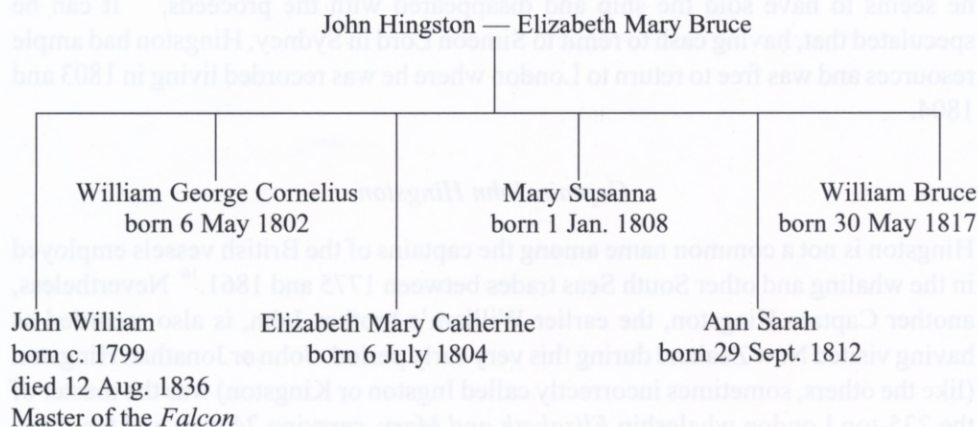 John Hingston — Elizabeth Mary Bruce
William George Cornelius
born 6 May 1802
Mary Susanna
born 1 Jan. 1808
William Bruce
born 30 May 1817
John William
born c. 1799
died 12 Aug. 1836
Master of the Falcon
Elizabeth Mary Catherine
born 6 July 1804
Ann Sarah
born 29 Sept. 1812